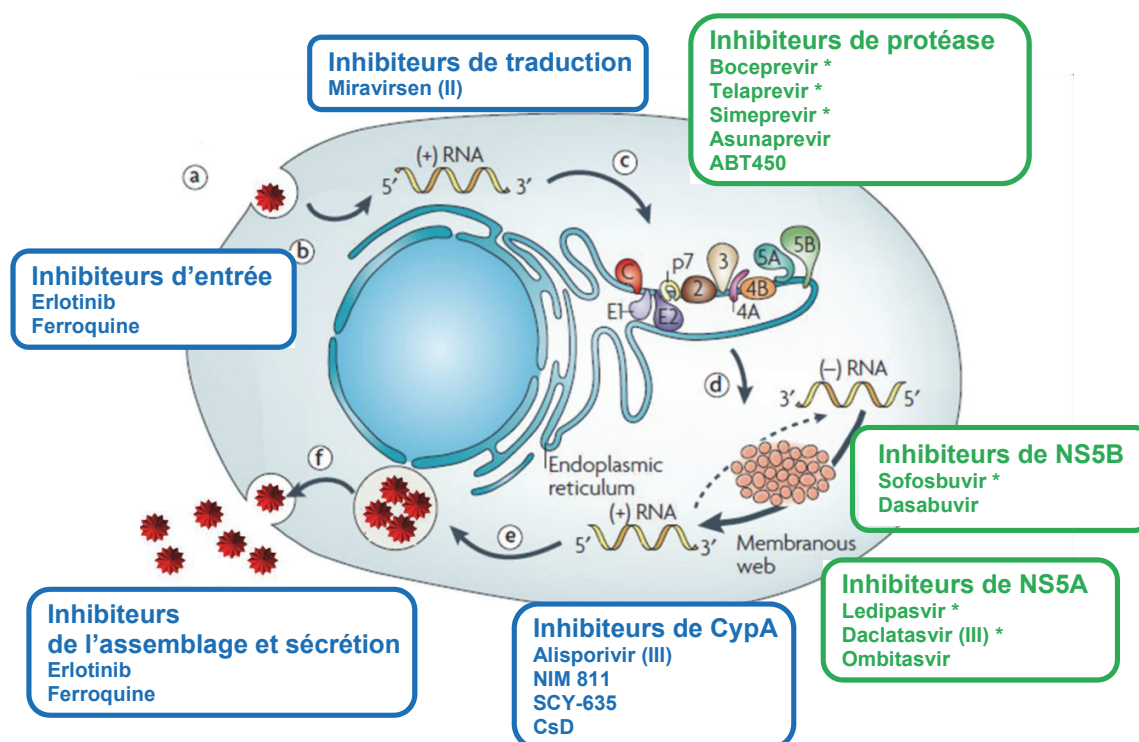 Inhibiteurs de traduction
Miravirsen (II)
Inhibiteurs de protéase
Boceprevir *
Telaprevir *
Simeprevir *
Asunaprevir
ABT450
a
(+) RNA
5′
3′
c
b
Inhibiteurs d’entrée
Erlotinib
Ferroquine
C
p7
3
5A
5B
E1
E2
2
4A
4B
d
(–) RNA
3′
5′
Endoplasmic
reticulum
f
(+) RNA
5′
3′
e
Membranous
web
Inhibiteurs de NS5B
Sofosbuvir *
Dasabuvir
Inhibiteurs de NS5A
Ledipasvir *
Daclatasvir (III) *
Ombitasvir
Inhibiteurs
de l’assemblage et sécrétion
Erlotinib
Ferroquine
Inhibiteurs de CypA
Alisporivir (III)
NIM 811
SCY-635
CsD